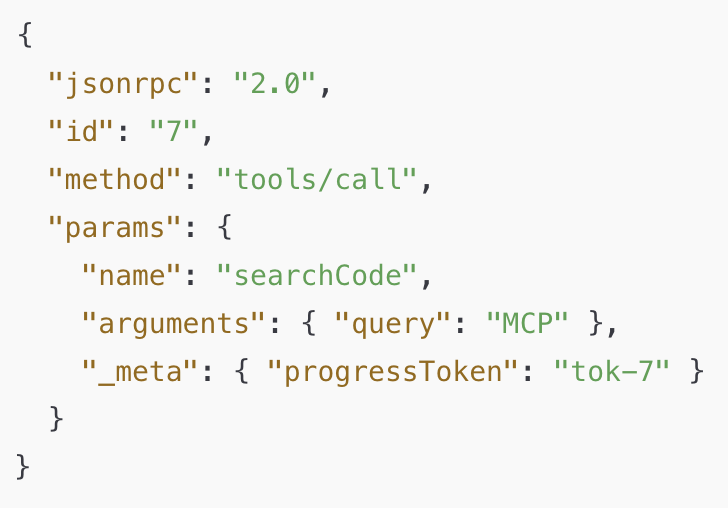 {
  "jsonrpc": "2.0",
  "id": "7",
  "method": "tools/call",
  "params": {
    "name": "searchCode",
    "arguments": { "query": "MCP" },
    "_meta": { "progressToken": "tok-7" }
  }
}